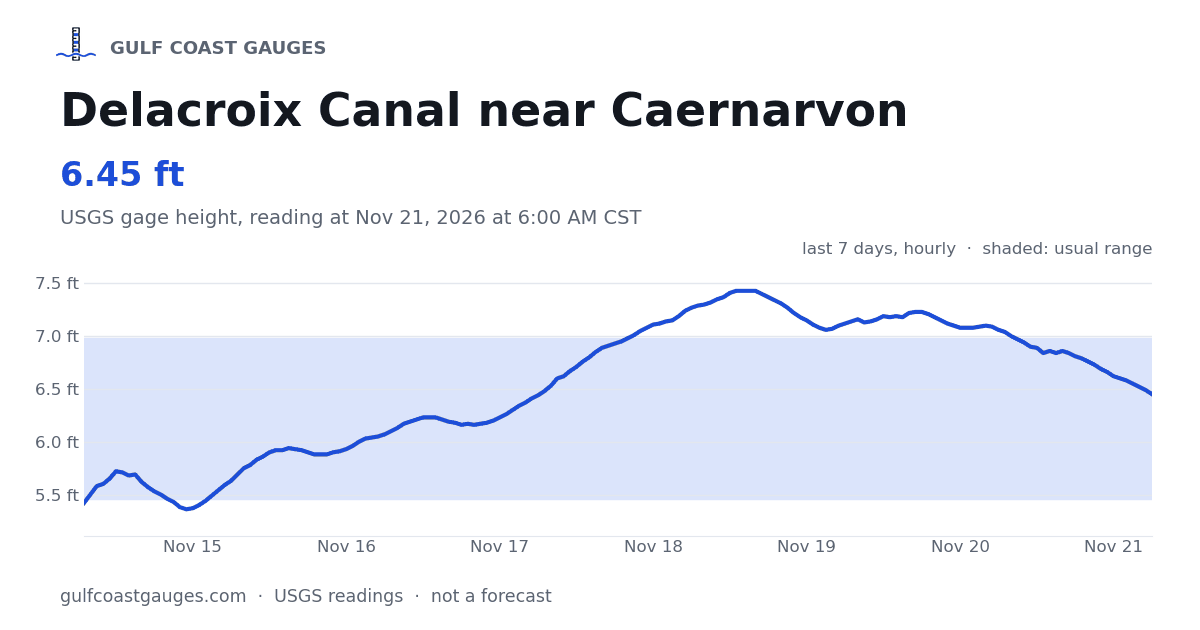 GULF COAST GAUGES
Delacroix Canal near Caernarvon
6.45 ft
USGS gage height, reading at Nov 21, 2026 at 6:00 AM CST
last 7 days, hourly · shaded: usual range
7.5 ft
7.0 ft
6.5 ft
6.0 ft
5.5 ft
Nov 15 Nov 16 Nov 17 Nov 18 Nov 19 Nov 20 Nov 21
gulfcoastgauges.com · USGS readings · not a forecast